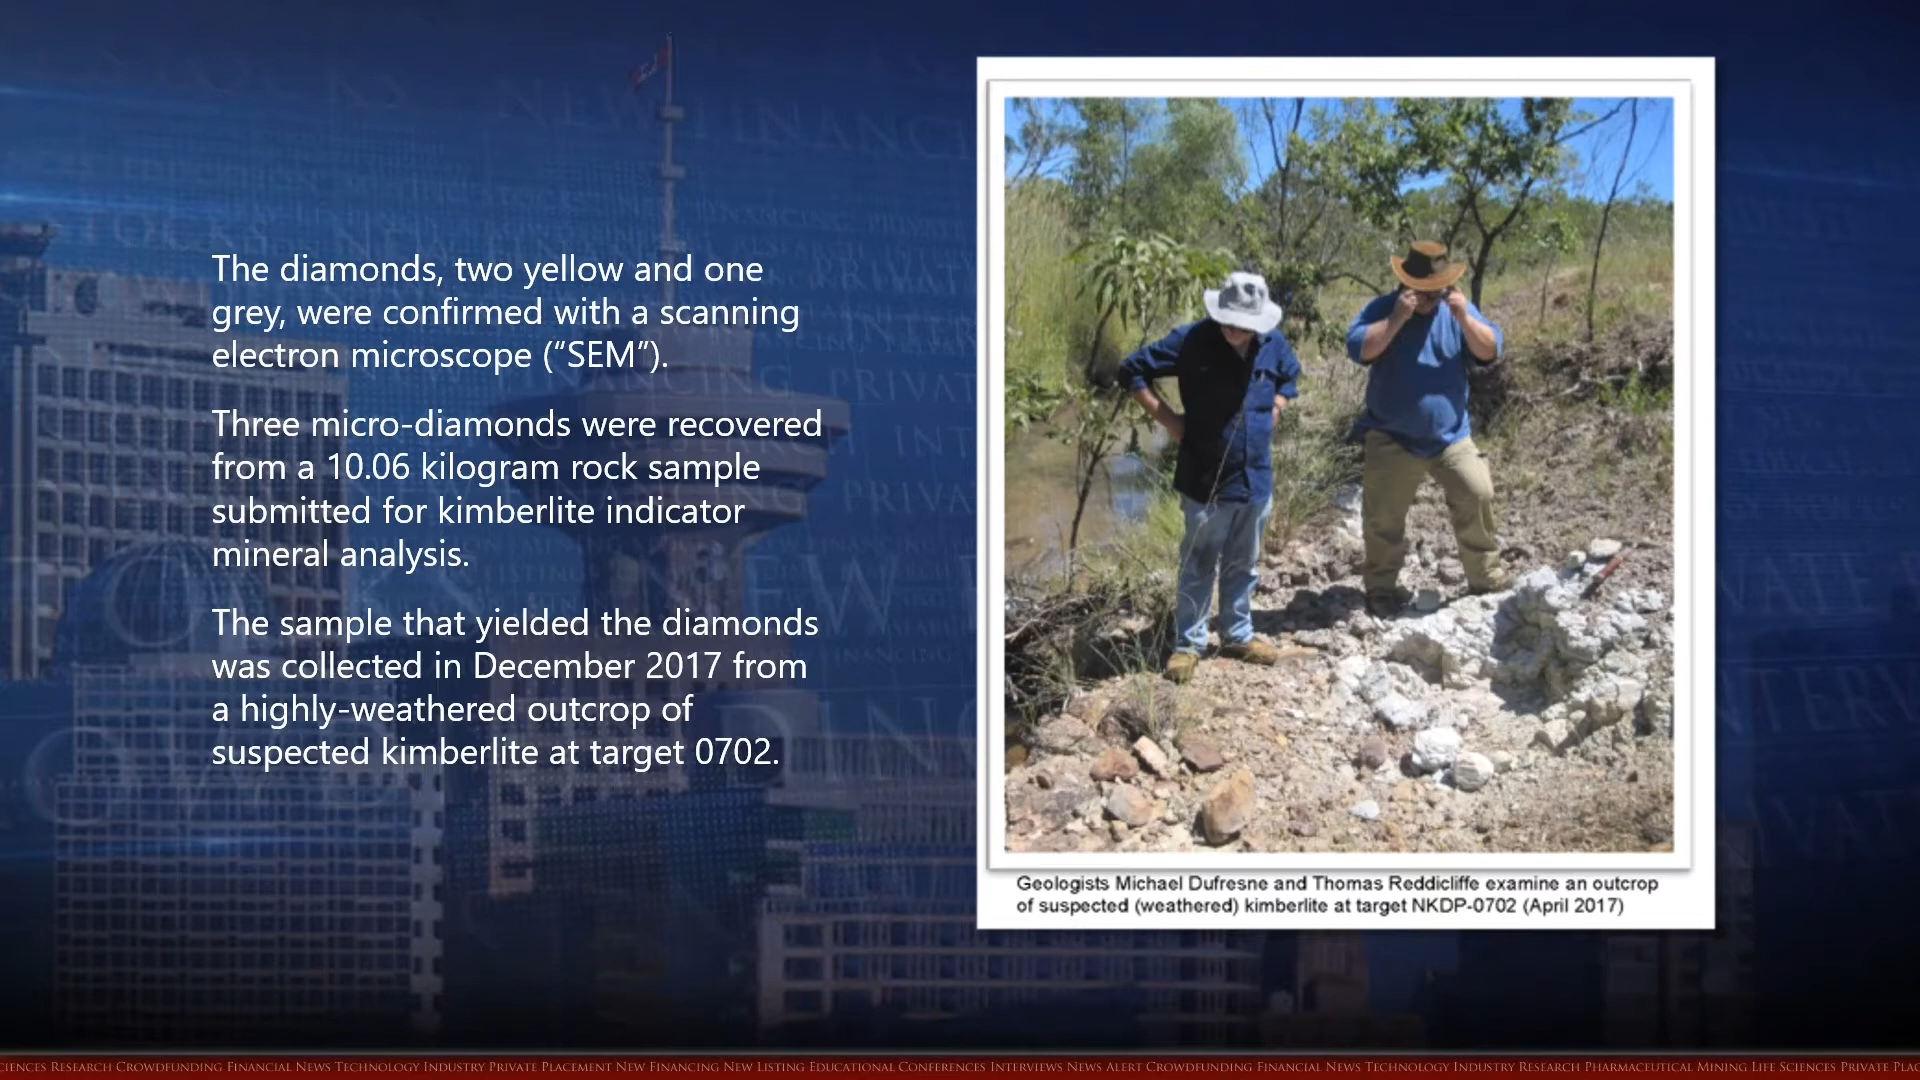 The diamonds, two yellow and one
grey, were confirmed with a scanning
electron microscope (“SEM”).
Three micro-diamonds were recovered
from a 10.06 kilogram rock sample
submitted for kimberlite indicator
mineral analysis.
The sample that yielded the diamonds
was collected in December 2017 from
a highly-weathered outcrop of
suspected kimberlite at target 0702.
Geologists Michael Dufresne and Thomas Reddicliffe examine an outcrop
of suspected (weathered) kimberlite at target NKDP-0702 (April 2017)
Research Crowdfunding Financial News Technology Industry Private Placement New Financing New Listing Educational Conferences Interviews News Alert Crowdfunding Financial News Technology Industry Research Pharmaceutical Mining Life Sciences Private